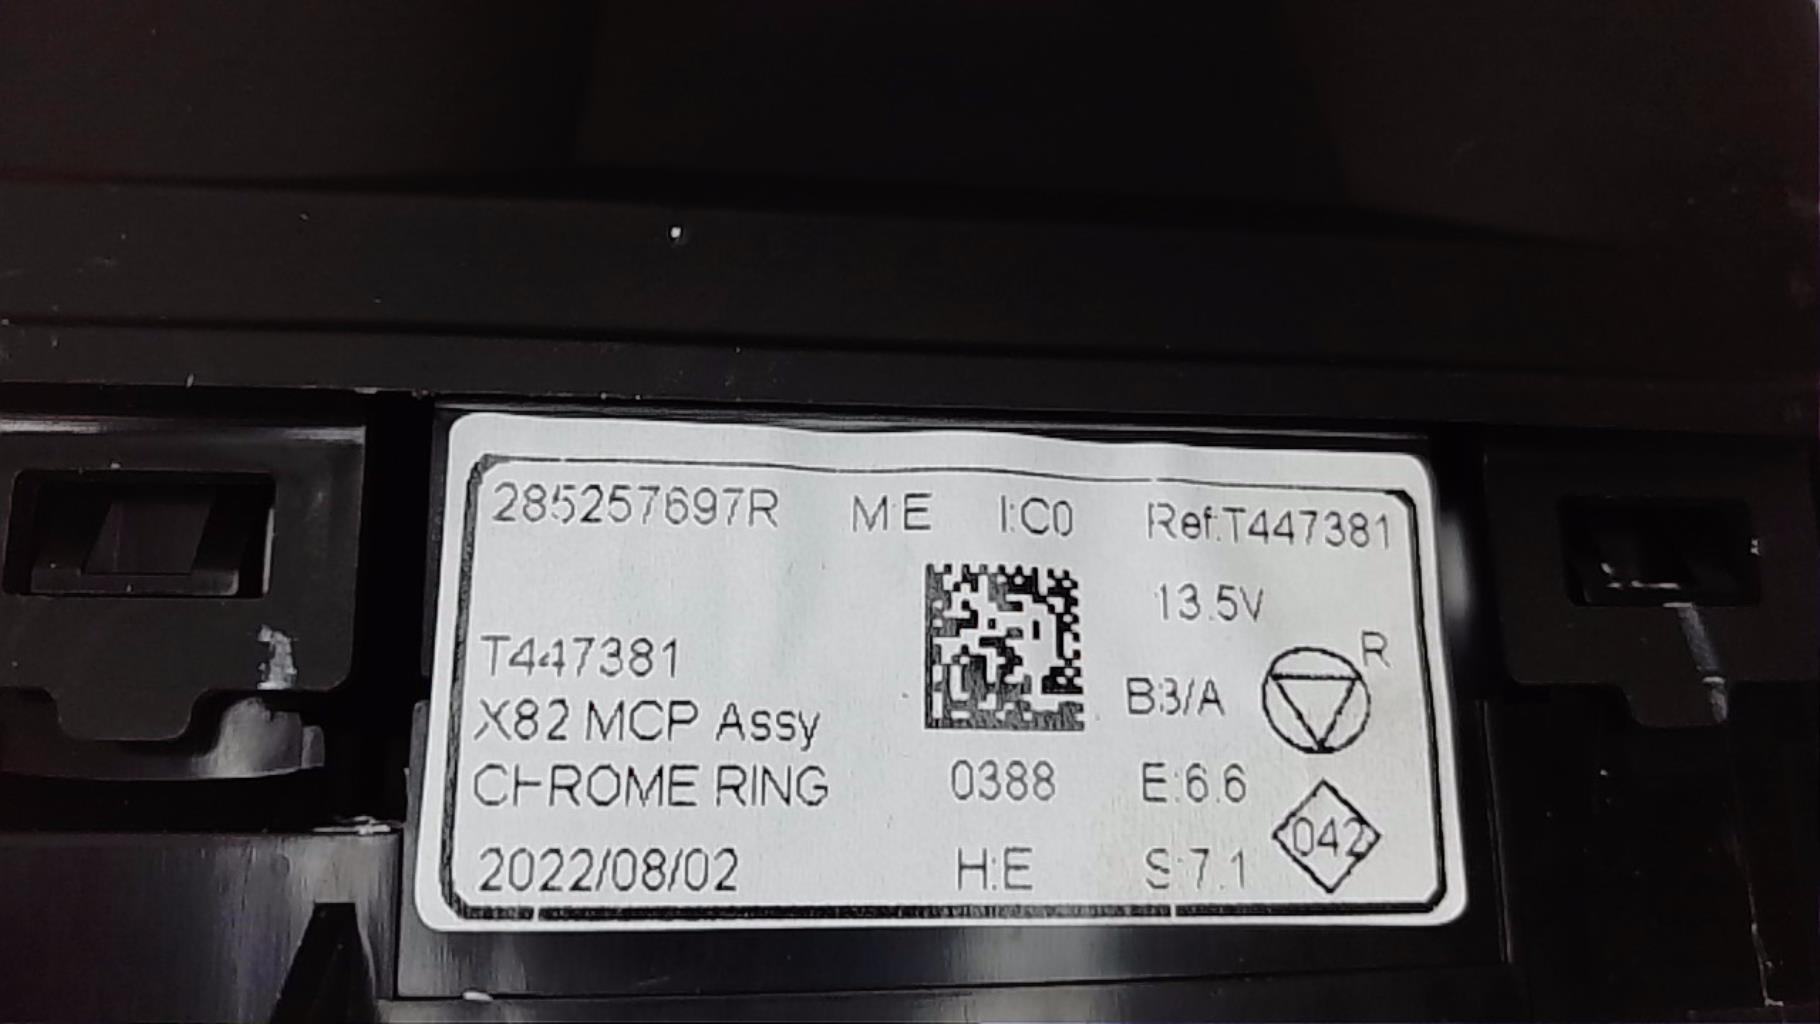 285257697R M:E I:C0 Ref:T447381
13.5V
T447381
R
X82 MCP Assy B3/A
CHROME RING 0388 E:6.6
042
2022/08/02 H:E S:7.1